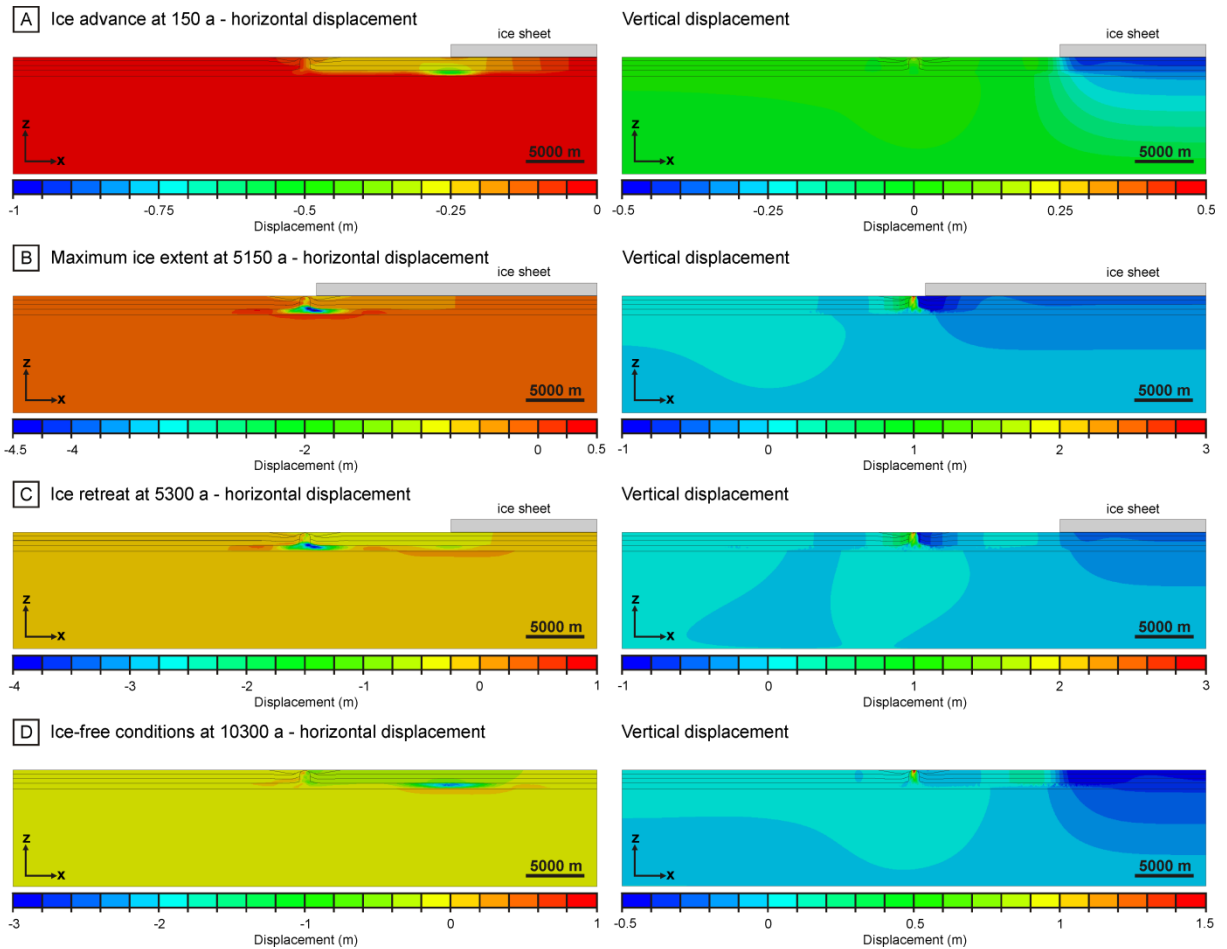 A Ice advance at 150 a - horizontal displacement
Vertical displacement
ice sheet
ice sheet
z
x
5000 m
z
x
5000 m
-1 -0.75 -0.5 -0.25 0
Displacement (m)
-0.5 -0.25 0 0.25 0.5
Displacement (m)
B Maximum ice extent at 5150 a - horizontal displacement
Vertical displacement
ice sheet
ice sheet
z
x
5000 m
z
x
5000 m
-4.5 -4 -2 0 0.5
Displacement (m)
-1 0 1 2 3
Displacement (m)
C Ice retreat at 5300 a - horizontal displacement
Vertical displacement
ice sheet
ice sheet
z
x
5000 m
z
x
5000 m
-4 -3 -2 -1 0 1
Displacement (m)
-1 0 1 2 3
Displacement (m)
D Ice-free conditions at 10300 a - horizontal displacement
Vertical displacement
z
x
5000 m
z
x
5000 m
-3 -2 -1 0 1
Displacement (m)
-0.5 0 0.5 1 1.5
Displacement (m)